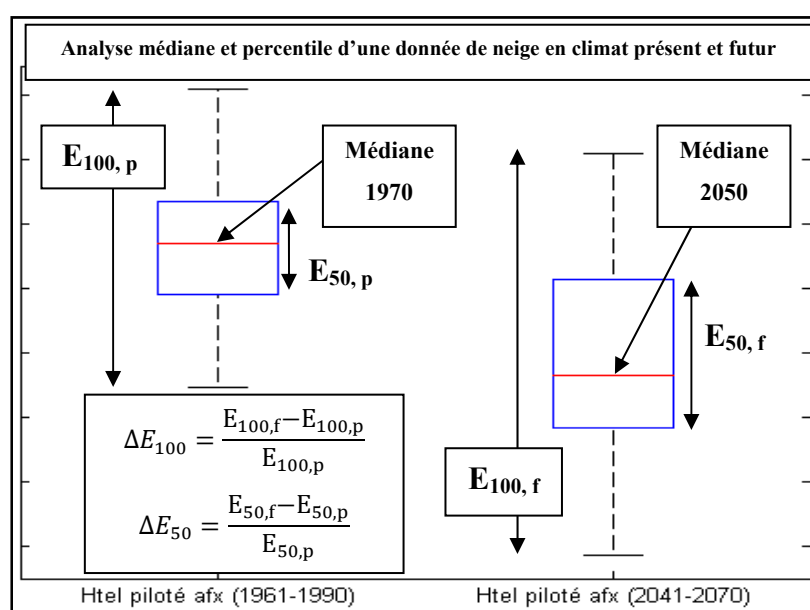 Analyse médiane et percentile d’une donnée de neige en climat présent et futur
E100, p
Médiane
1970
E50, p
Médiane
2050
E50, f
E100, f
ΔE100 = (E100,f−E100,p) / E100,p
ΔE50 = (E50,f−E50,p) / E50,p
Htel piloté afx (1961-1990)
Htel piloté afx (2041-2070)